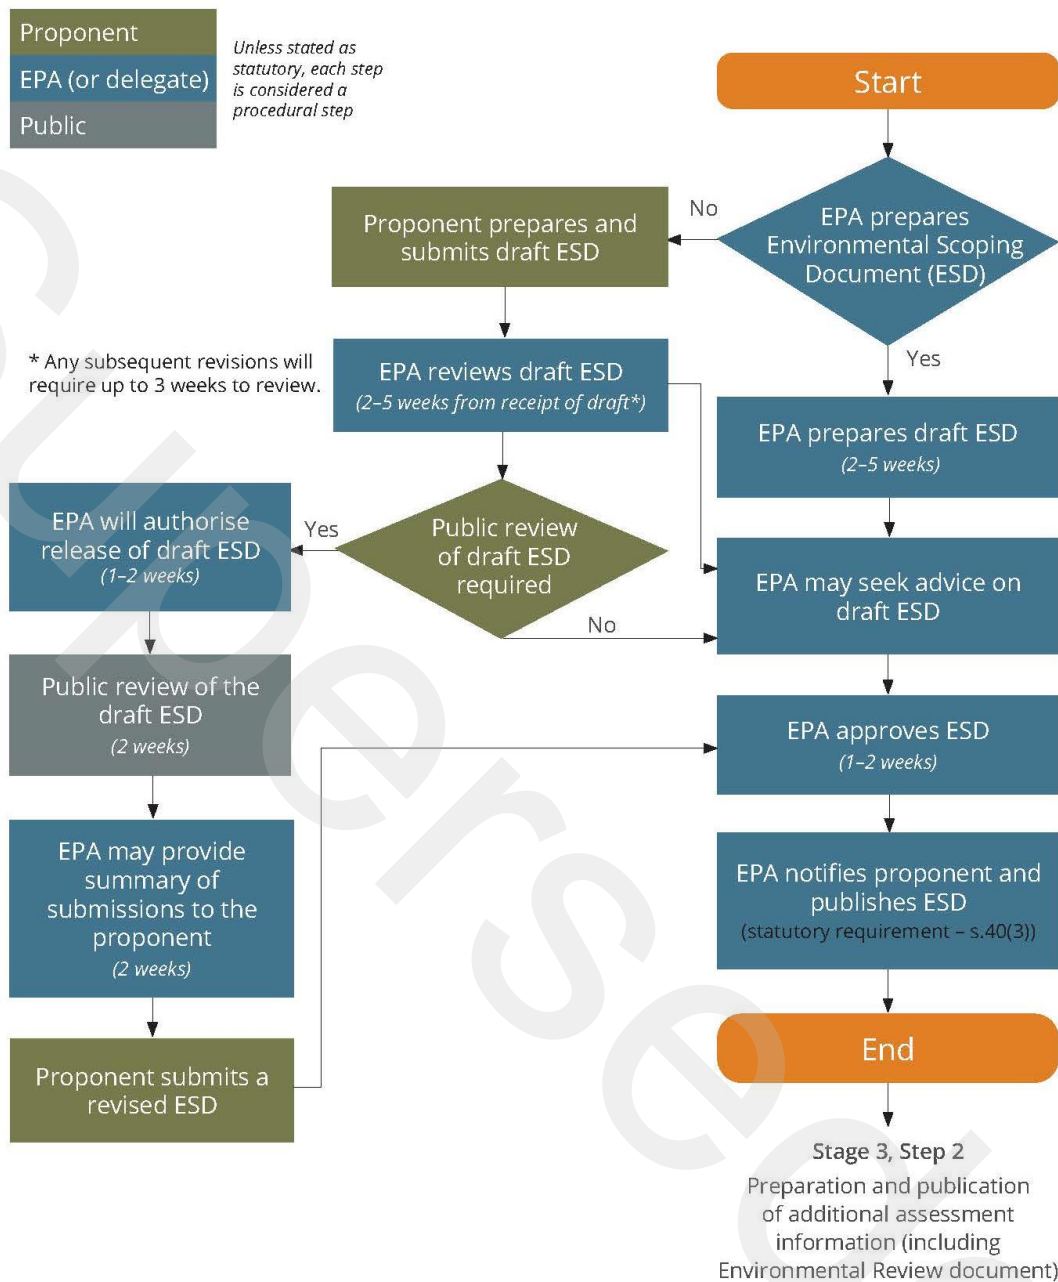 Proponent
EPA (or delegate)
Public
Unless stated as
statutory, each step
is considered a
procedural step
Start
EPA prepares
Environmental Scoping
Document (ESD)
No
Yes
Proponent prepares and
submits draft ESD
* Any subsequent revisions will
require up to 3 weeks to review.
EPA reviews draft ESD
(2–5 weeks from receipt of draft*)
EPA prepares draft ESD
(2–5 weeks)
Public review
of draft ESD
required
Yes
No
EPA will authorise
release of draft ESD
(1–2 weeks)
EPA may seek advice on
draft ESD
Public review of the
draft ESD
(2 weeks)
EPA approves ESD
(1–2 weeks)
EPA may provide
summary of
submissions to the
proponent
(2 weeks)
EPA notifies proponent and
publishes ESD
(statutory requirement – s.40(3))
Proponent submits a
revised ESD
End
Stage 3, Step 2
Preparation and publication
of additional assessment
information (including
Environmental Review document)
Superseded